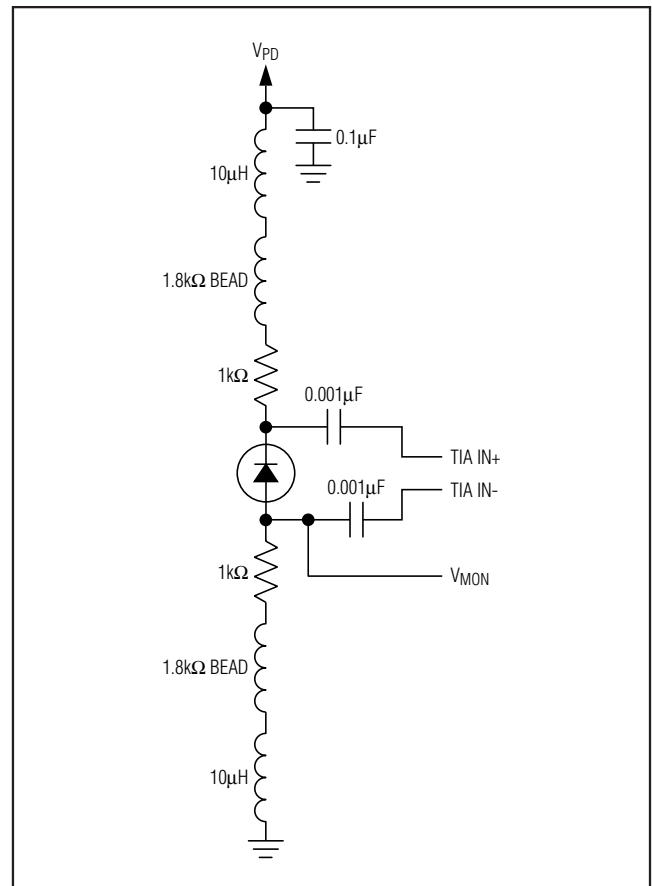 VPD
0.1µF
10µH
1.8kΩ BEAD
1kΩ
0.001µF
TIA IN+
0.001µF
TIA IN-
1kΩ
VMON
1.8kΩ BEAD
10µH